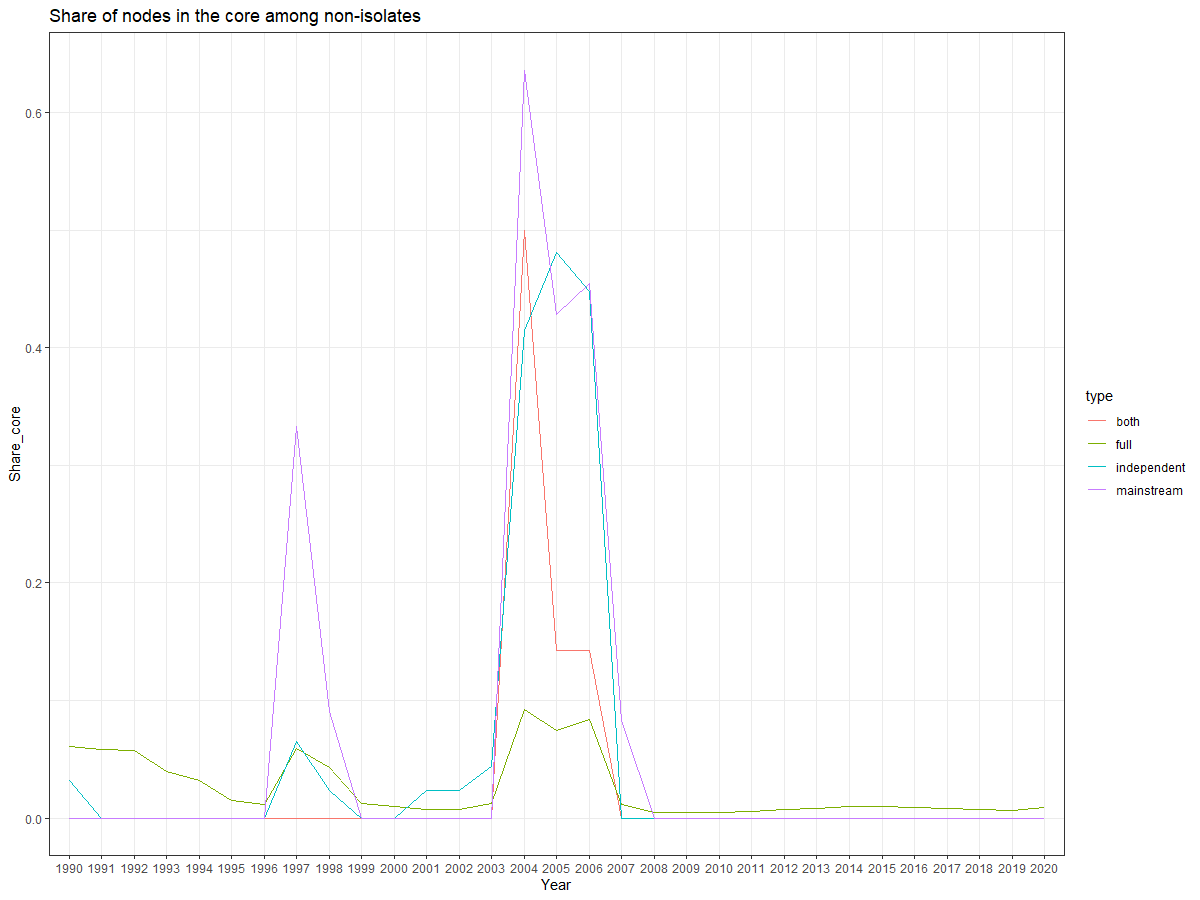 Share of nodes in the core among non-isolates
0.6
0.4
0.2
0.0
Share_core
1990 1991 1992 1993 1994 1995 1996 1997 1998 1999 2000 2001 2002 2003 2004 2005 2006 2007 2008 2009 2010 2011 2012 2013 2014 2015 2016 2017 2018 2019 2020
Year
type
both
full
independent
mainstream